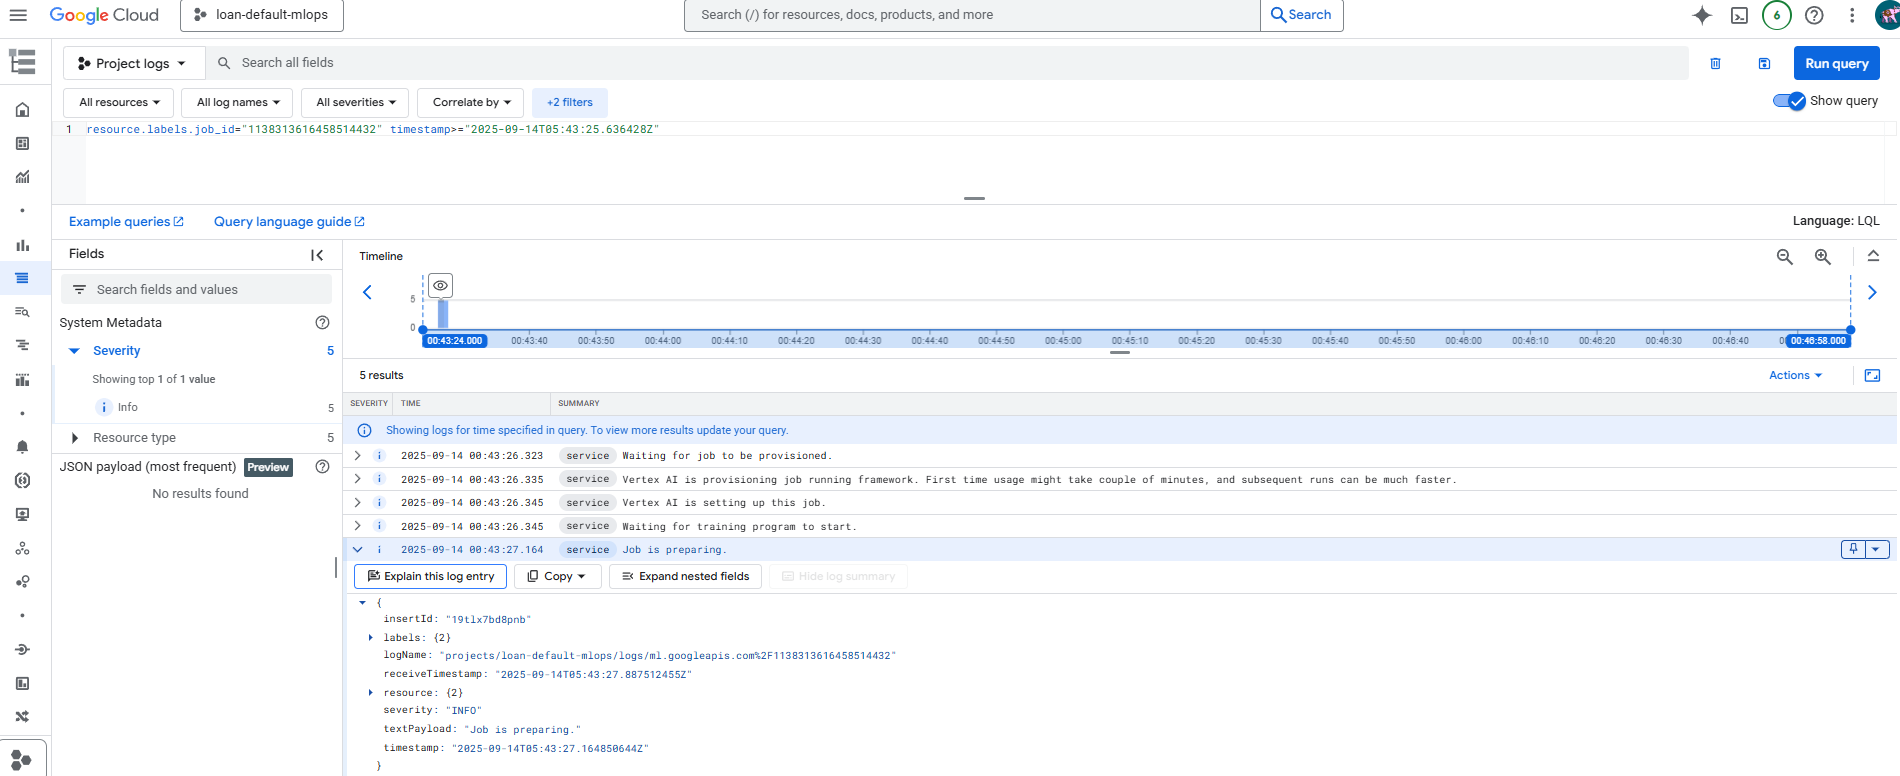 Google Cloud
loan-default-mlops
Search (/) for resources, docs, products, and more
Search
6
Project logs
Search all fields
Run query
All resources
All log names
All severities
Correlate by
+2 filters
Show query
1 resource.labels.job_id="1138313616458514432" timestamp>="2025-09-14T05:43:25.636428Z"
Example queries
Query language guide
Language: LQL
Fields
Search fields and values
System Metadata
Severity 5
Showing top 1 of 1 value
Info 5
Resource type 5
JSON payload (most frequent) Preview
No results found
Timeline
5
0
00:43:24.000 00:43:40 00:43:50 00:44:00 00:44:10 00:44:20 00:44:30 00:44:40 00:44:50 00:45:00 00:45:10 00:45:20 00:45:30 00:45:40 00:45:50 00:46:00 00:46:10 00:46:20 00:46:30 00:46:40 00:46:58.000
5 results
Actions
SEVERITY TIME SUMMARY
Showing logs for time specified in query. To view more results update your query.
2025-09-14 00:43:26.323 service Waiting for job to be provisioned.
2025-09-14 00:43:26.335 service Vertex AI is provisioning job running framework. First time usage might take couple of minutes, and subsequent runs can be much faster.
2025-09-14 00:43:26.345 service Vertex AI is setting up this job.
2025-09-14 00:43:26.345 service Waiting for training program to start.
2025-09-14 00:43:27.164 service Job is preparing.
Explain this log entry
Copy
Expand nested fields
Hide log summary
{
insertId: "19tlx7bd8pnb"
labels: {2}
logName: "projects/loan-default-mlops/logs/ml.googleapis.com%2F1138313616458514432"
receiveTimestamp: "2025-09-14T05:43:27.887512455Z"
resource: {2}
severity: "INFO"
textPayload: "Job is preparing."
timestamp: "2025-09-14T05:43:27.164850644Z"
}